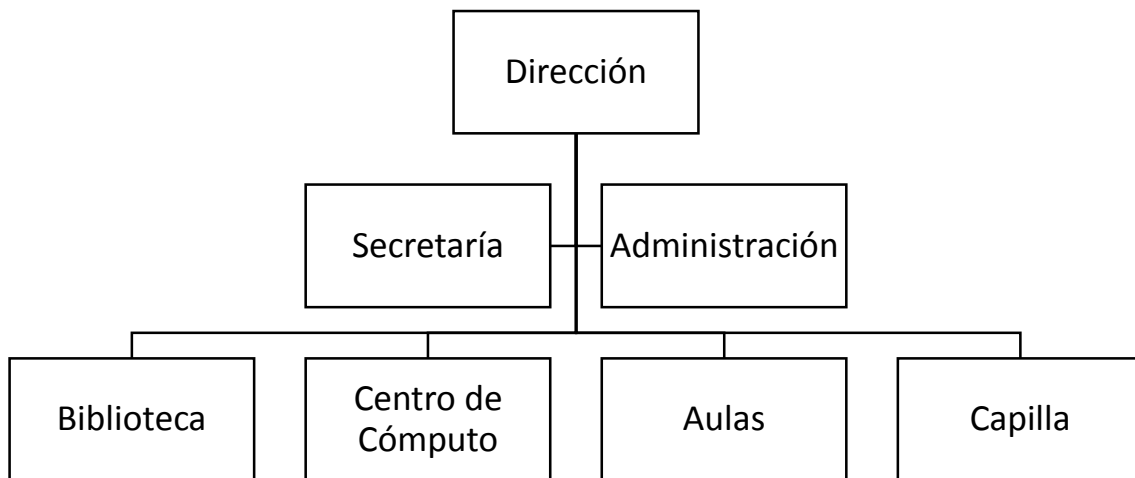 Dirección
Secretaría
Administración
Biblioteca
Centro de
Cómputo
Aulas
Capilla